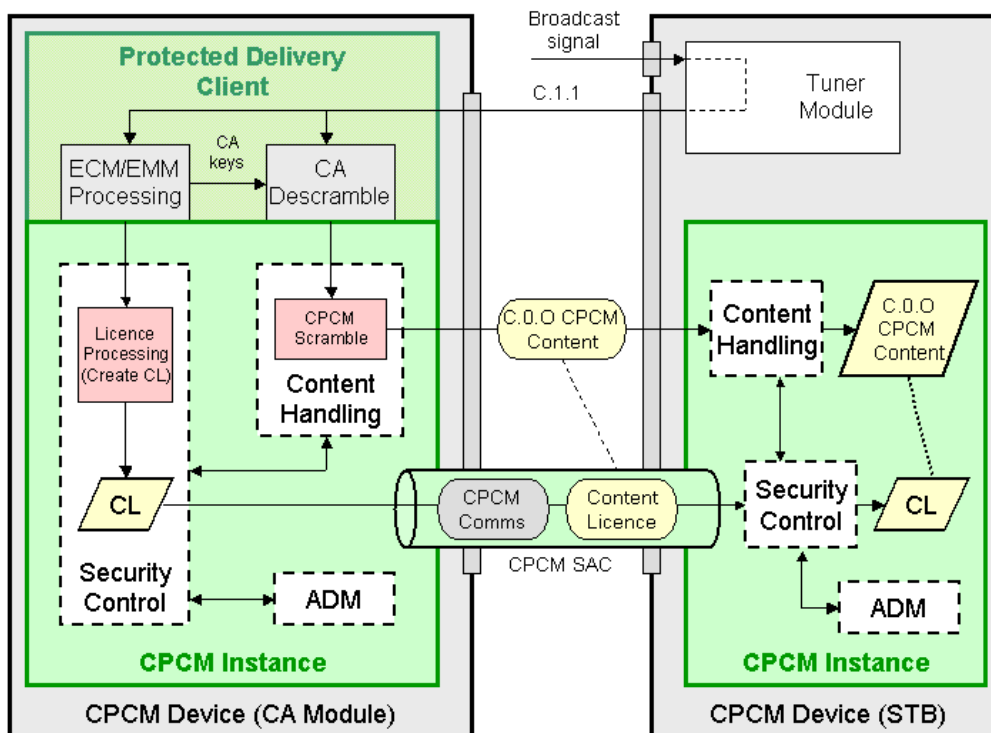 Broadcast
signal
Protected Delivery
Client
C.1.1
Tuner
Module
CA
keys
ECM/EMM
Processing
CA
Descramble
Licence
Processing
(Create CL)
CPCM
Scramble
Content
Handling
C.0.O CPCM
Content
Content
Handling
C.0.O
CPCM
Content
CL
CPCM
Comms
Content
Licence
Security
Control
CL
CPCM SAC
Security
Control
ADM
ADM
CPCM Instance
CPCM Instance
CPCM Device (CA Module)
CPCM Device (STB)